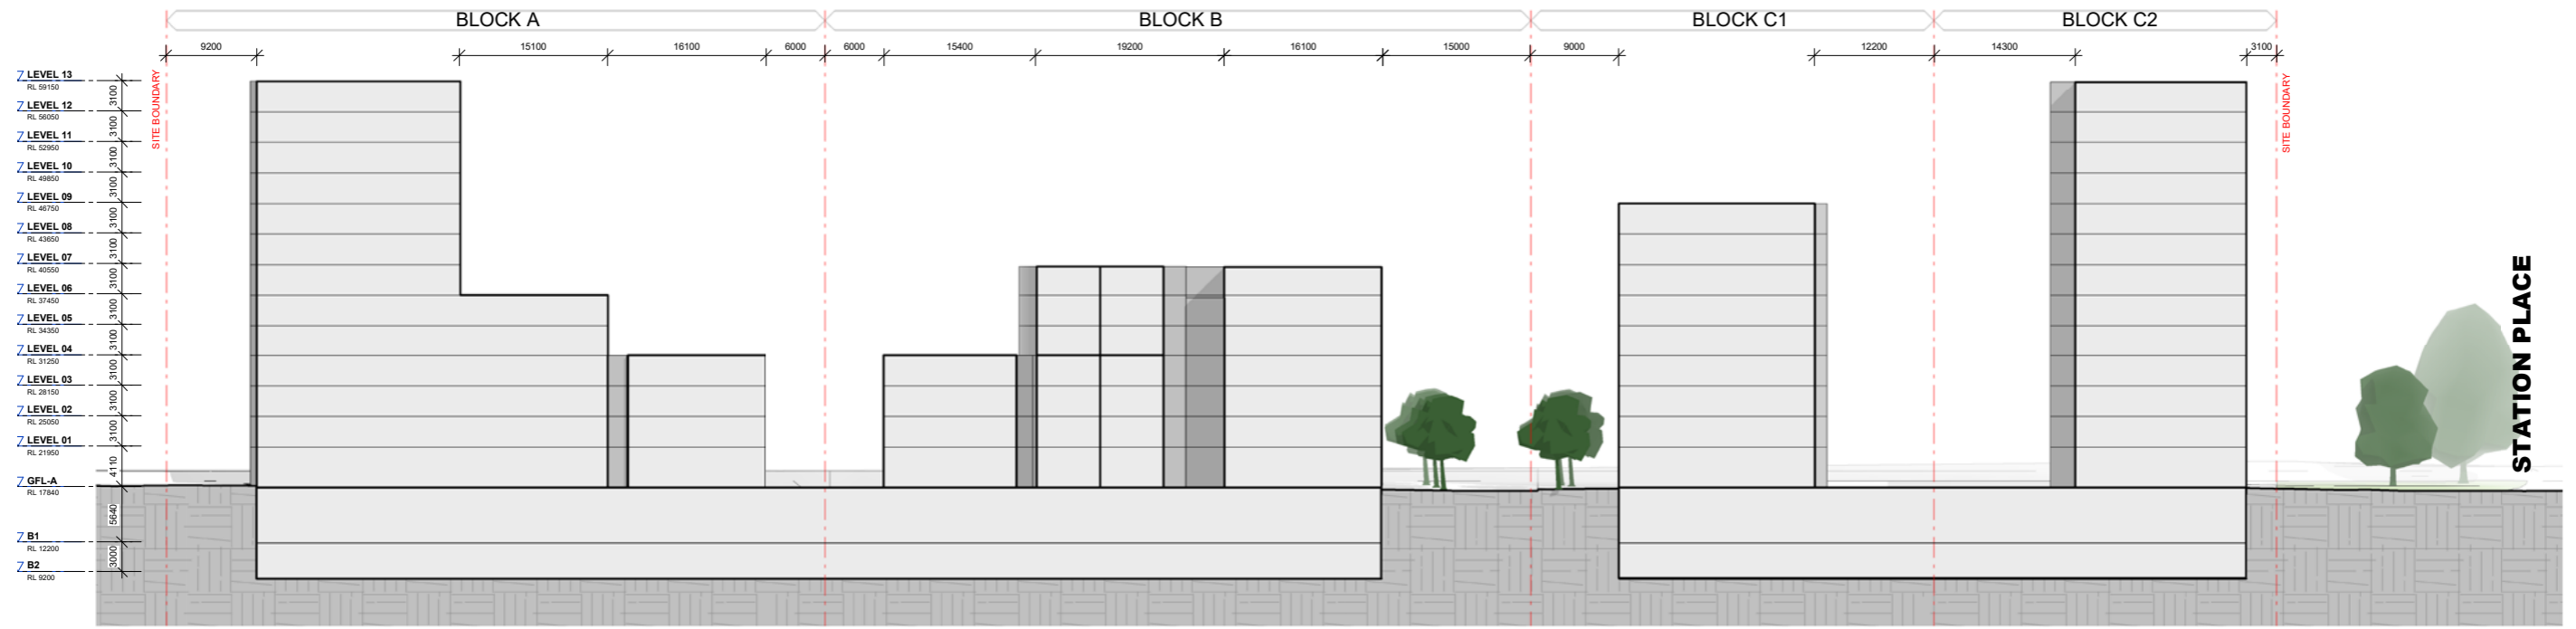 BLOCK A
BLOCK B
BLOCK C1
BLOCK C2
9200
15100
16100
6000
6000
15400
19200
16100
15000
9000
12200
14300
3100
SITE BOUNDARY
SITE BOUNDARY
LEVEL 13
RL 59150
3100
LEVEL 12
RL 56050
3100
LEVEL 11
RL 52950
3100
LEVEL 10
RL 49850
3100
LEVEL 09
RL 46750
3100
LEVEL 08
RL 43650
3100
LEVEL 07
RL 40550
3100
LEVEL 06
RL 37450
3100
LEVEL 05
RL 34350
3100
LEVEL 04
RL 31250
3100
LEVEL 03
RL 28150
3100
LEVEL 02
RL 25050
3100
LEVEL 01
RL 21950
4110
GFL-A
RL 17840
5640
B1
RL 12200
3000
B2
RL 9200
STATION PLACE